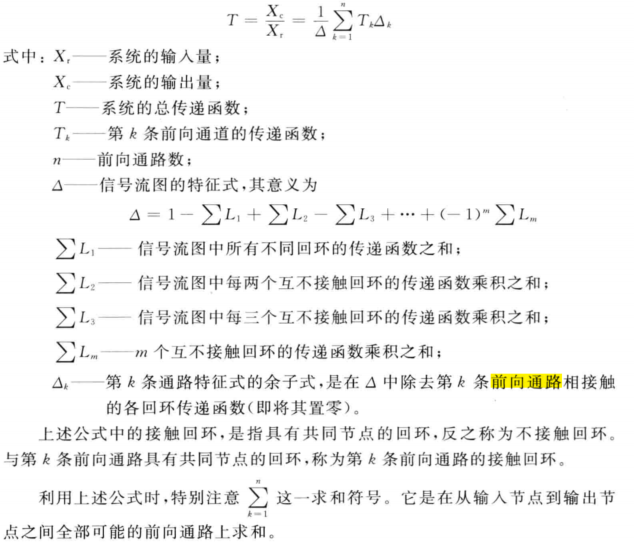 T = X_c/X_r = 1/Δ ∑_{k=1}^{n} T_kΔ_k
式中：X_r——系统的输入量；
X_c——系统的输出量；
T——系统的总传递函数；
T_k——第 k 条前向通道的传递函数；
n——前向通路数；
Δ——信号流图的特征式，其意义为
Δ = 1 − ∑L_1 + ∑L_2 − ∑L_3 + ⋯ + (−1)^m ∑L_m
∑L_1—— 信号流图中所有不同回环的传递函数之和；
∑L_2—— 信号流图中每两个互不接触回环的传递函数乘积之和；
∑L_3—— 信号流图中每三个互不接触回环的传递函数乘积之和；
∑L_m——m 个互不接触回环的传递函数乘积之和；
Δ_k——第 k 条通路特征式的余子式，是在 Δ 中除去第 k 条前向通路相接触
的各回环传递函数（即将其置零）。
上述公式中的接触回环，是指具有共同节点的回环，反之称为不接触回环。
与第 k 条前向通路具有共同节点的回环，称为第 k 条前向通路的接触回环。
利用上述公式时，特别注意 ∑_{k=1}^{n} 这一求和符号。它是在从输入节点到输出节
点之间全部可能的前向通路上求和。